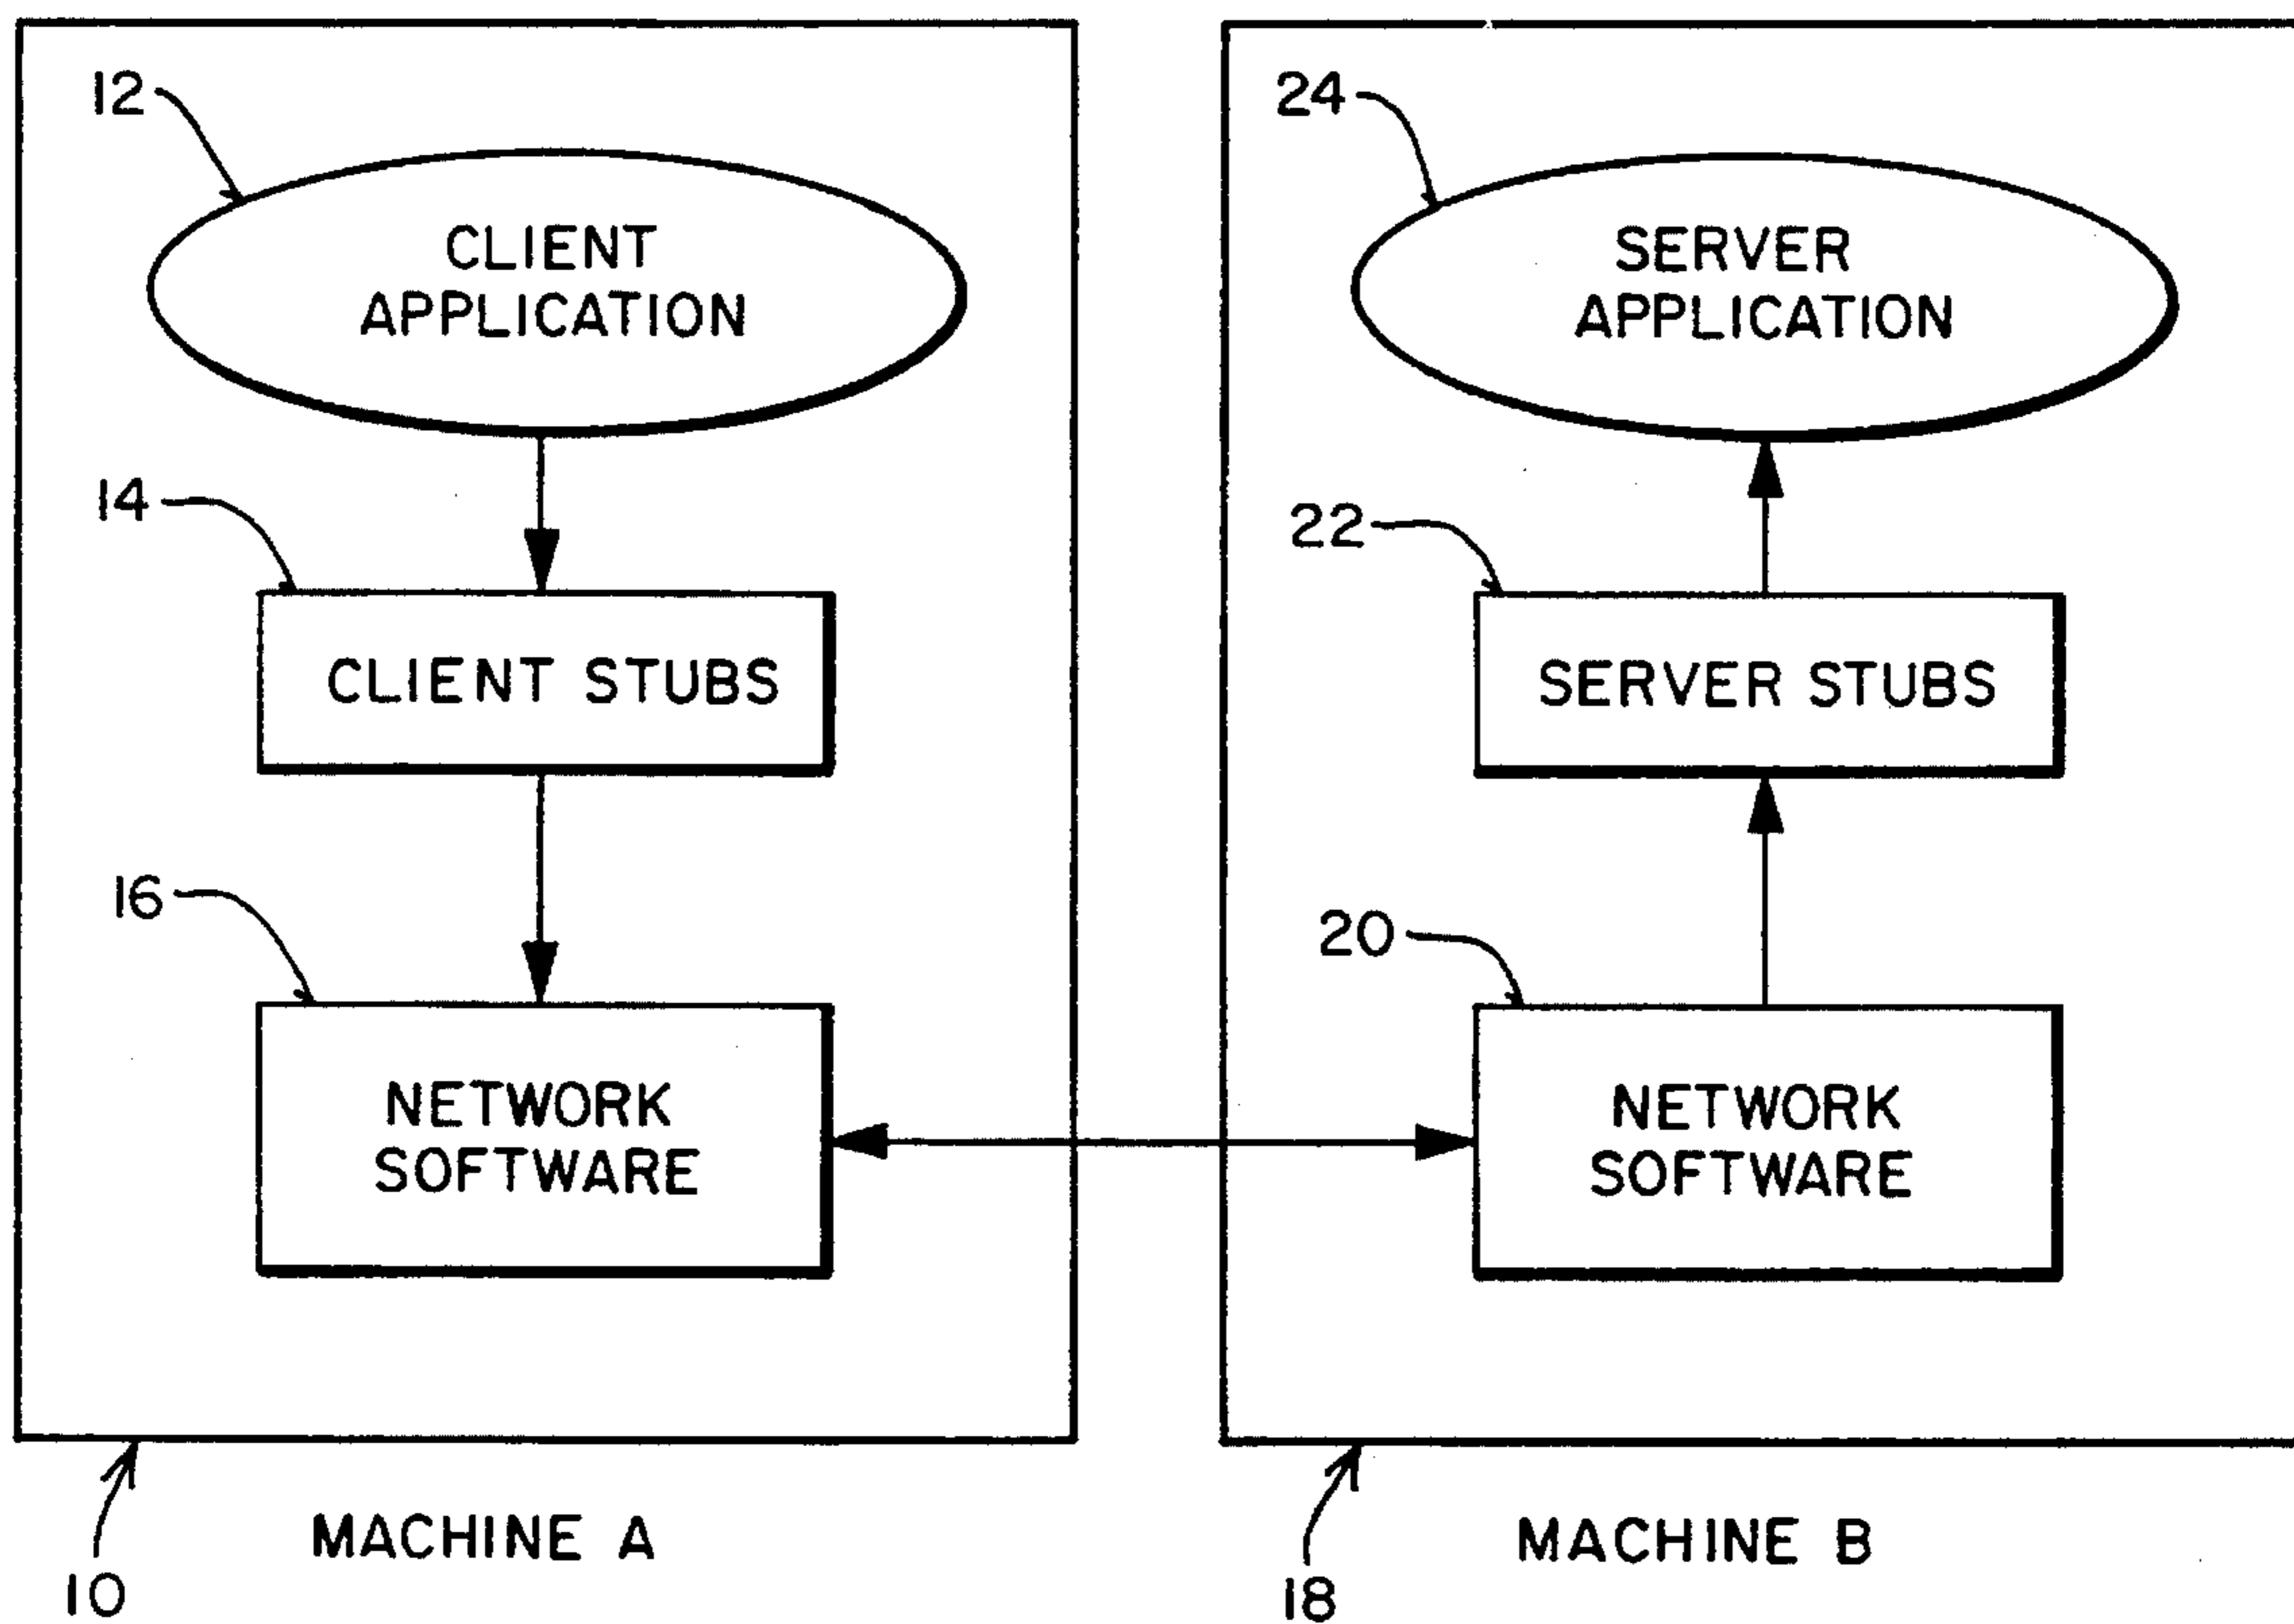 12
CLIENT
APPLICATION
14
CLIENT STUBS
16
NETWORK
SOFTWARE
10
MACHINE A
24
SERVER
APPLICATION
22
SERVER STUBS
20
NETWORK
SOFTWARE
18
MACHINE B